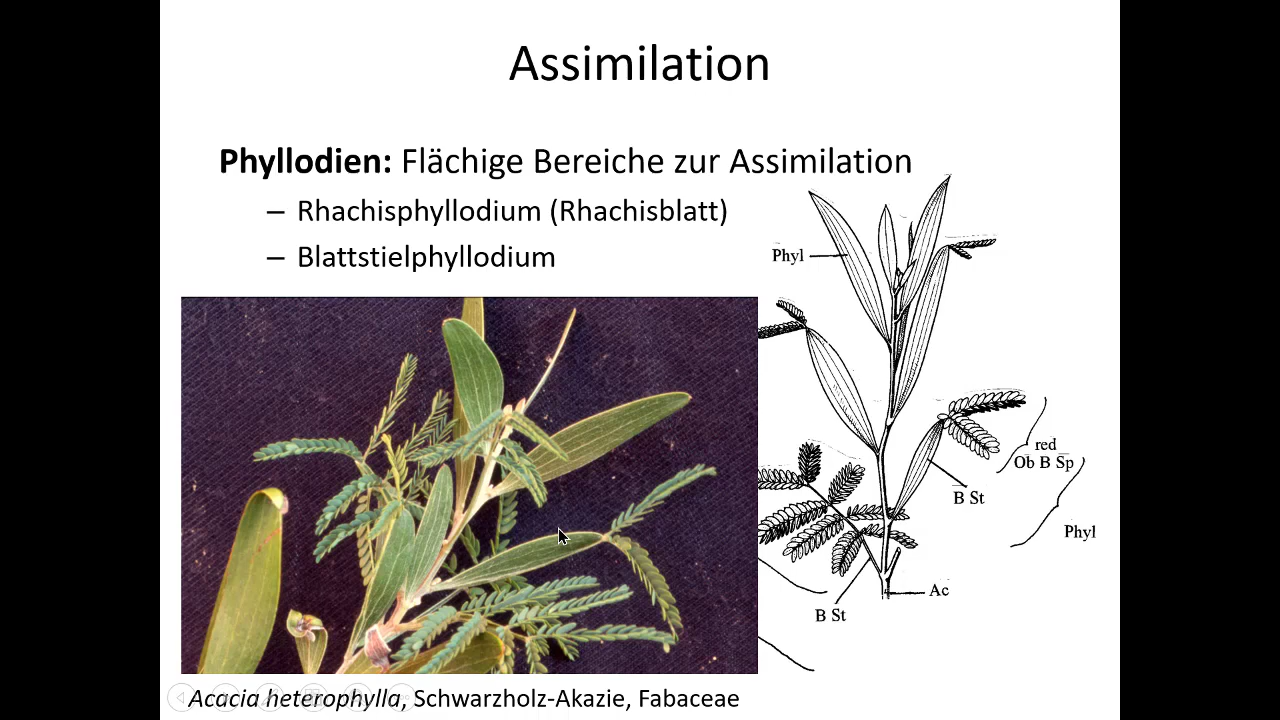 Assimilation
Phyllodien: Flächige Bereiche zur Assimilation
– Rhachisphyllodium (Rhachisblatt)
– Blattstielphyllodium
Phyl
red
Ob B Sp
B St
Phyl
Ac
B St
Acacia heterophylla, Schwarzholz-Akazie, Fabaceae